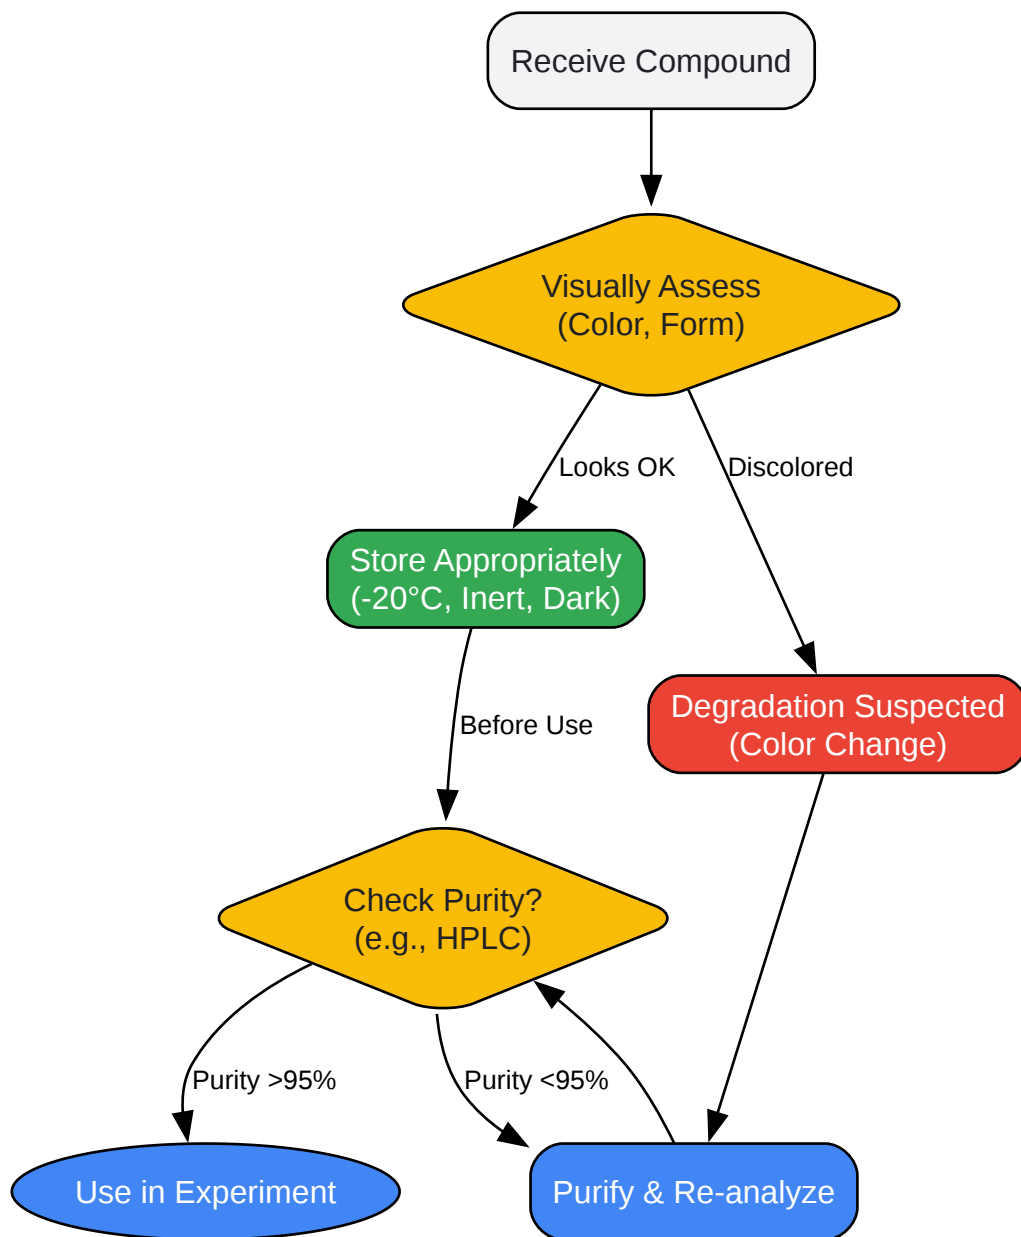 Receive Compound
Visually Assess
(Color, Form)
Looks OK
Discolored
Store Appropriately
(-20°C, Inert, Dark)
Degradation Suspected
(Color Change)
Before Use
Check Purity?
(e.g., HPLC)
Purity >95%
Purity <95%
Use in Experiment
Purify & Re-analyze